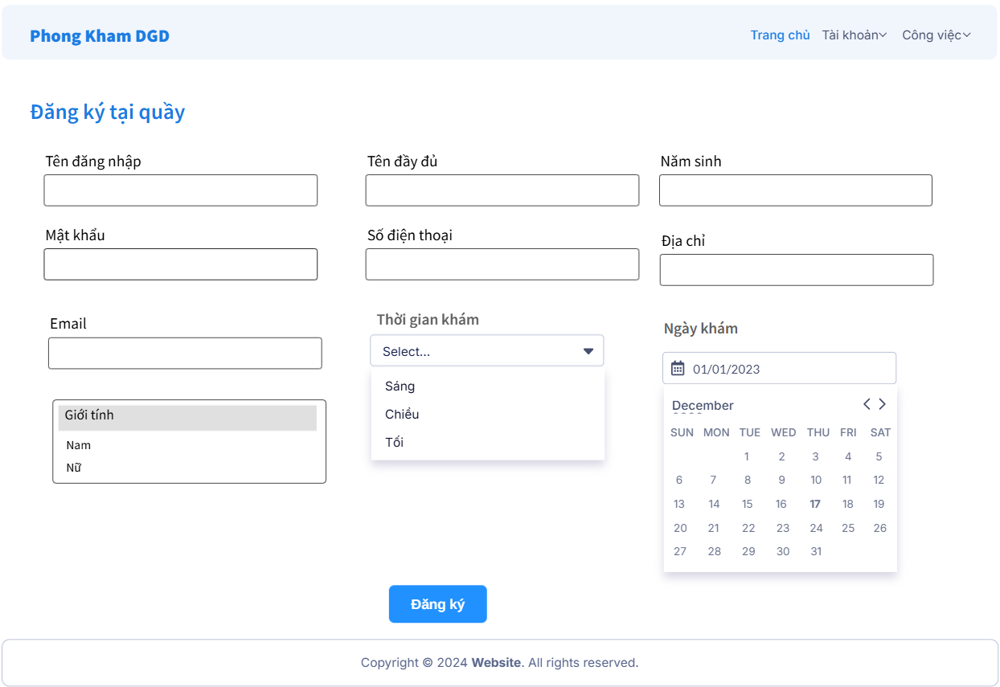 Phong Kham DGD
Trang chủ Tài khoản Công việc
Đăng ký tại quầy
Tên đăng nhập Tên đầy đủ Năm sinh
Mật khẩu Số điện thoại Địa chỉ
Email Thời gian khám Ngày khám
Select...
Sáng
Chiều
Tối
01/01/2023
December
SUN MON TUE WED THU FRI SAT
1 2 3 4 5
6 7 8 9 10 11 12
13 14 15 16 17 18 19
20 21 22 23 24 25 26
27 28 29 30 31
Giới tính
Nam
Nữ
Đăng ký
Copyright © 2024 Website. All rights reserved.